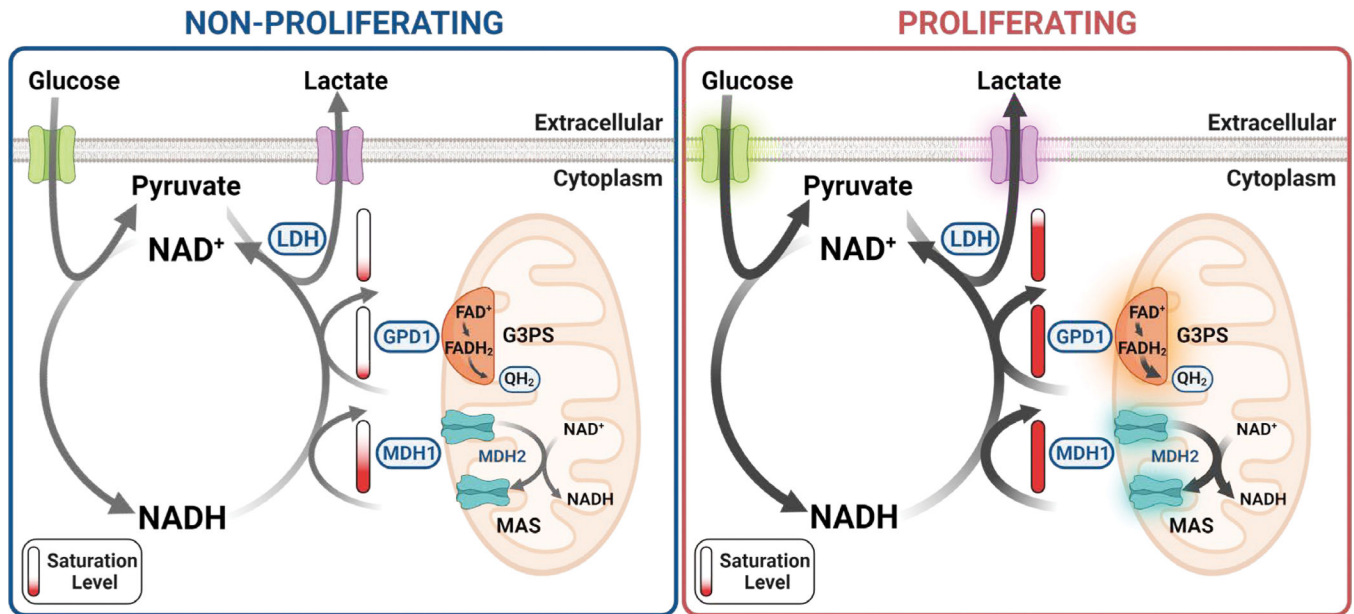 NON-PROLIFERATING
Glucose
Lactate
Extracellular
Cytoplasm
Pyruvate
NAD⁺
LDH
GPD1
FAD⁺
FADH₂
G3PS
QH₂
MDH1
MDH2
NAD⁺
NADH
MAS
NADH
Saturation
Level
PROLIFERATING
Glucose
Lactate
Extracellular
Cytoplasm
Pyruvate
NAD⁺
LDH
GPD1
FAD⁺
FADH₂
G3PS
QH₂
MDH1
MDH2
NAD⁺
NADH
MAS
NADH
Saturation
Level